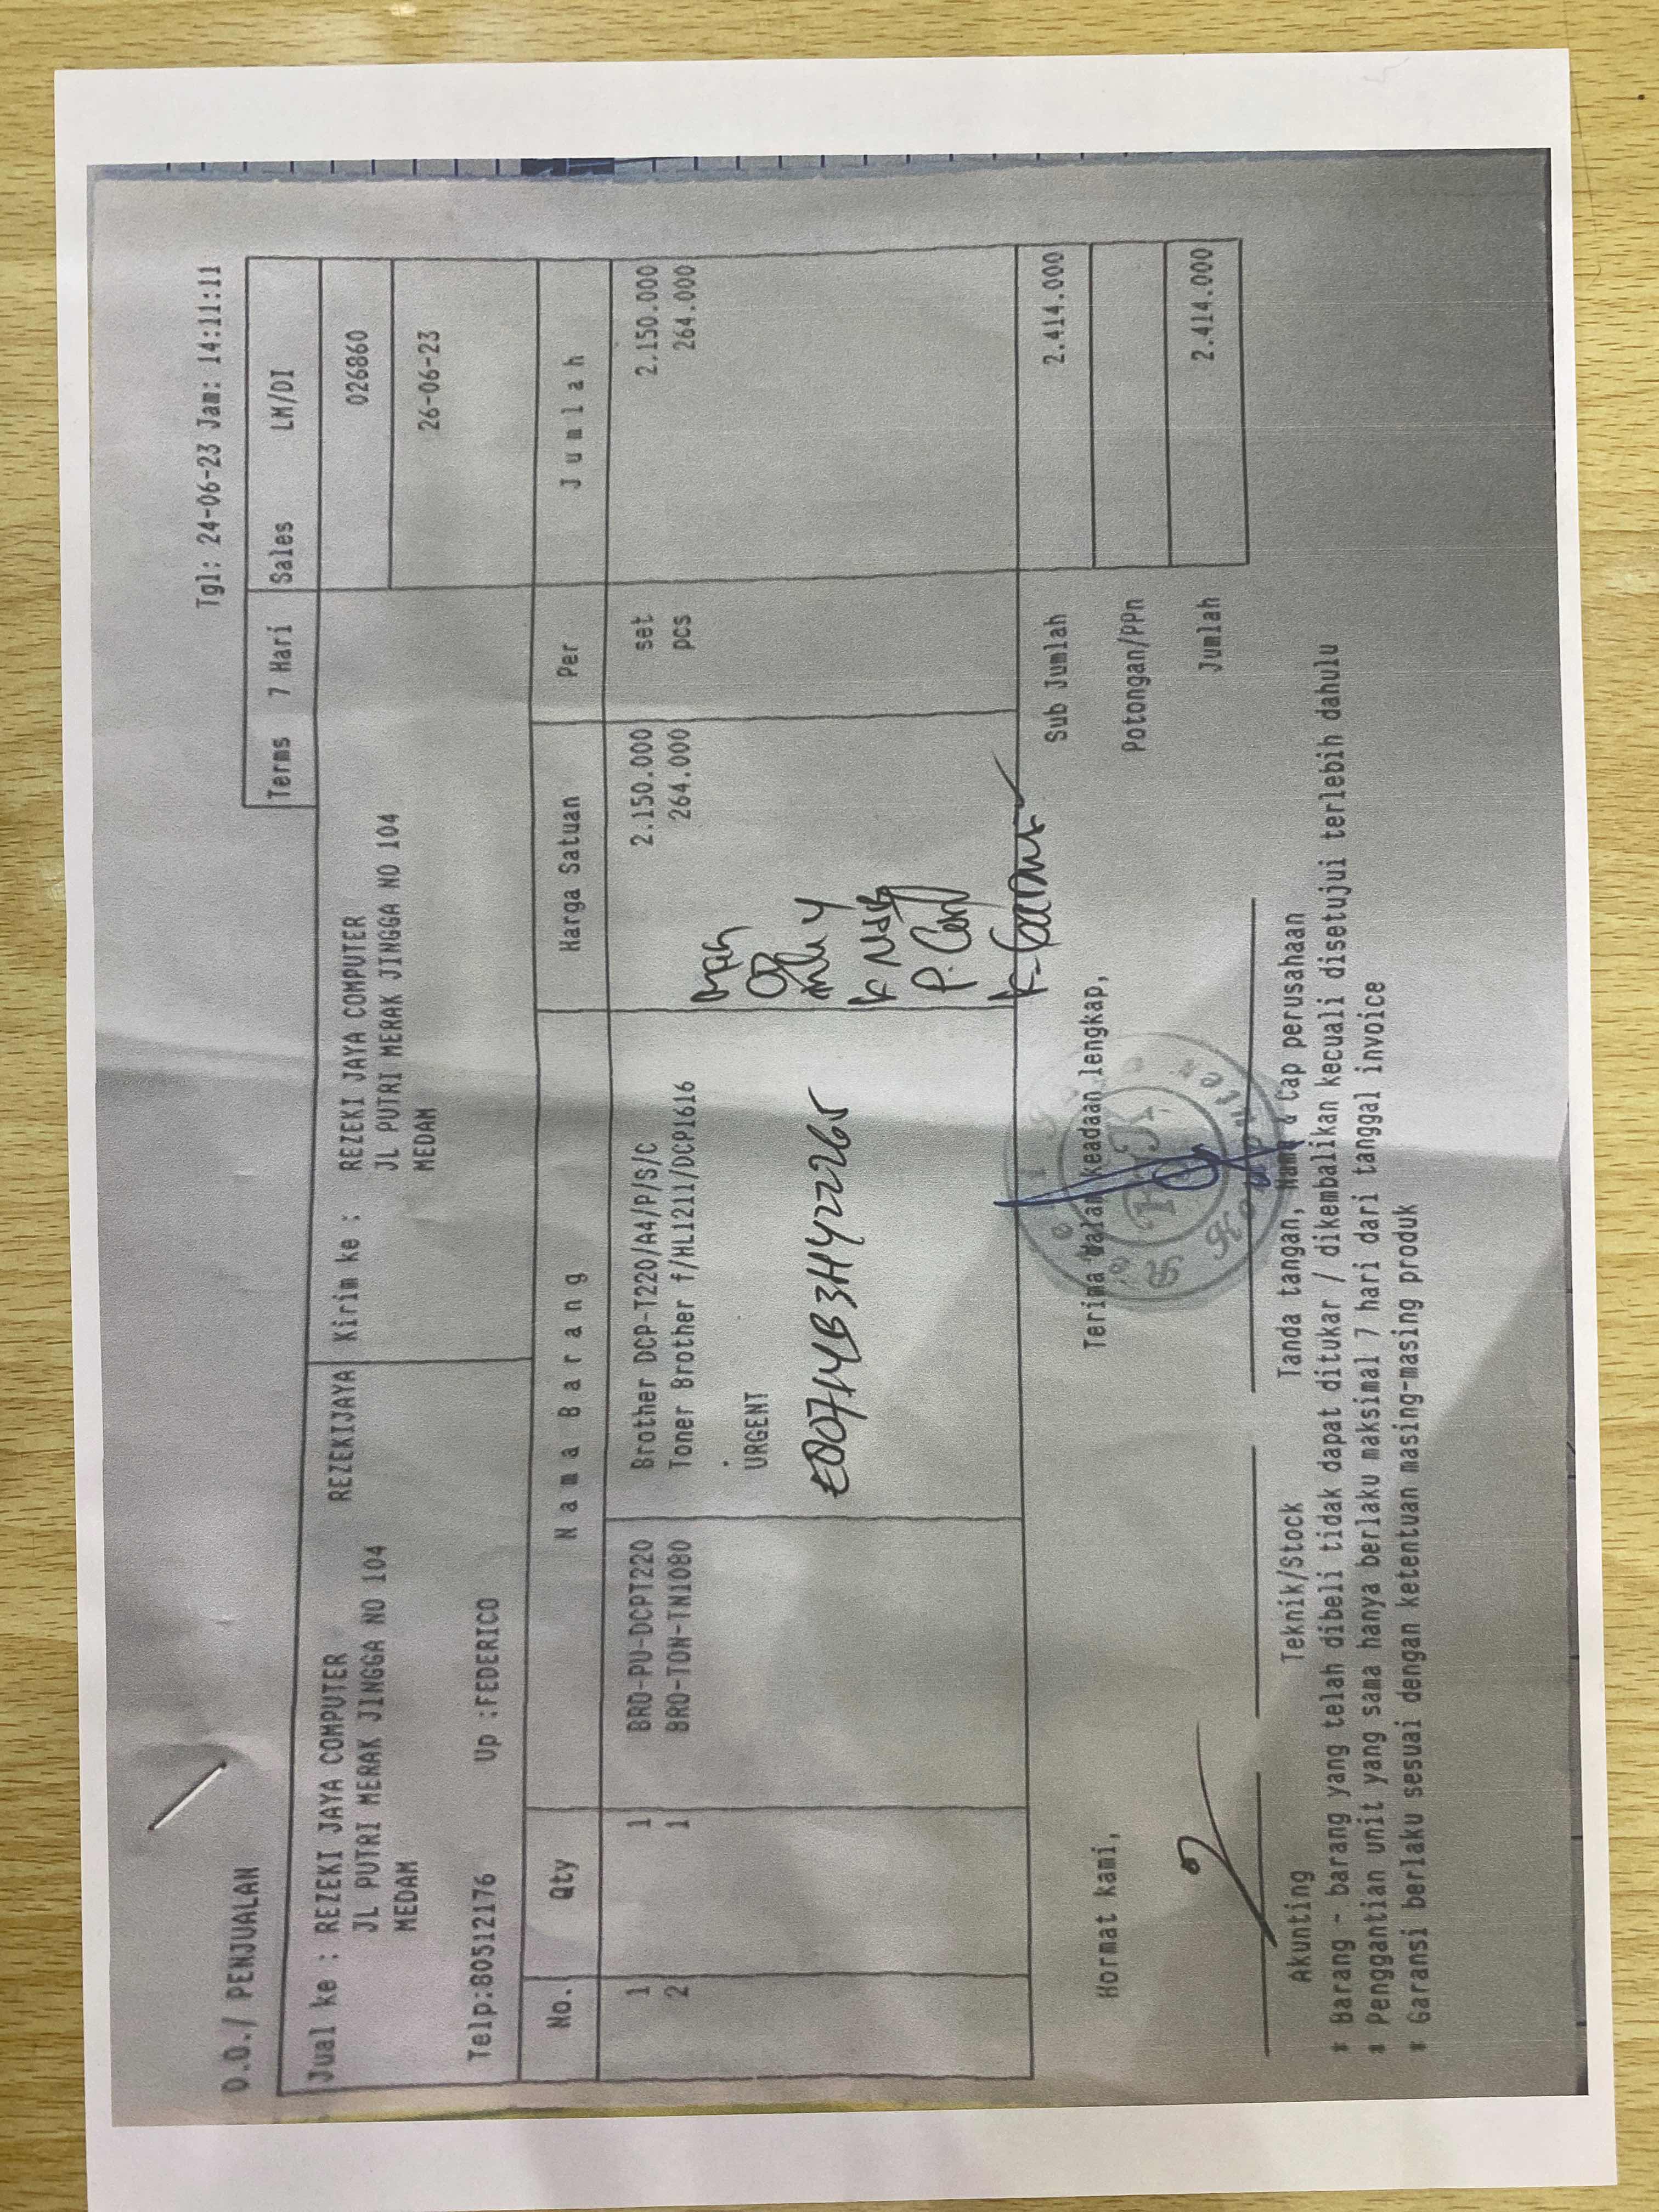 D.O./ PENJUALAN
Tgl: 24-06-23 Jam: 14:11:11
Terms 7 Hari Sales LM/DI
Jual ke : REZEKI JAYA COMPUTER REZEKIJAYA Kirim ke : REZEKI JAYA COMPUTER 026860
JL PUTRI MERAK JINGGA NO 104 JL PUTRI MERAK JINGGA NO 104
MEDAM MEDAM 26-06-23
Telp:80512176 Up :FEDERICO
No. Qty Nama Barang Harga Satuan Per Jumlah
1 1 BRO-PU-DCPT220 Brother DCP-T220/A4/P/S/C 2.150.000 set 2.150.000
2 1 BRO-TON-TN1080 Toner Brother f/HL1211/DCP1616 264.000 pcs 264.000
.
URGENT
Sub Jumlah 2.414.000
Hormat kami, Terima dalam keadaan lengkap,
Potongan/PPn
Jumlah 2.414.000
Akunting Teknik/Stock Tanda tangan, Nama & Cap perusahaan
* Barang - barang yang telah dibeli tidak dapat ditukar / dikembalikan kecuali disetujui terlebih dahulu
* Penggantian unit yang sama hanya berlaku maksimal 7 hari dari tanggal invoice
* Garansi berlaku sesuai dengan ketentuan masing-masing produk